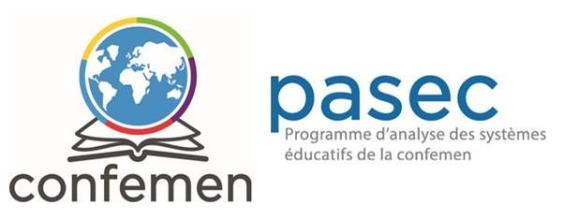 confemen
pasec
Programme d'analyse des systèmes
éducatifs de la confemen